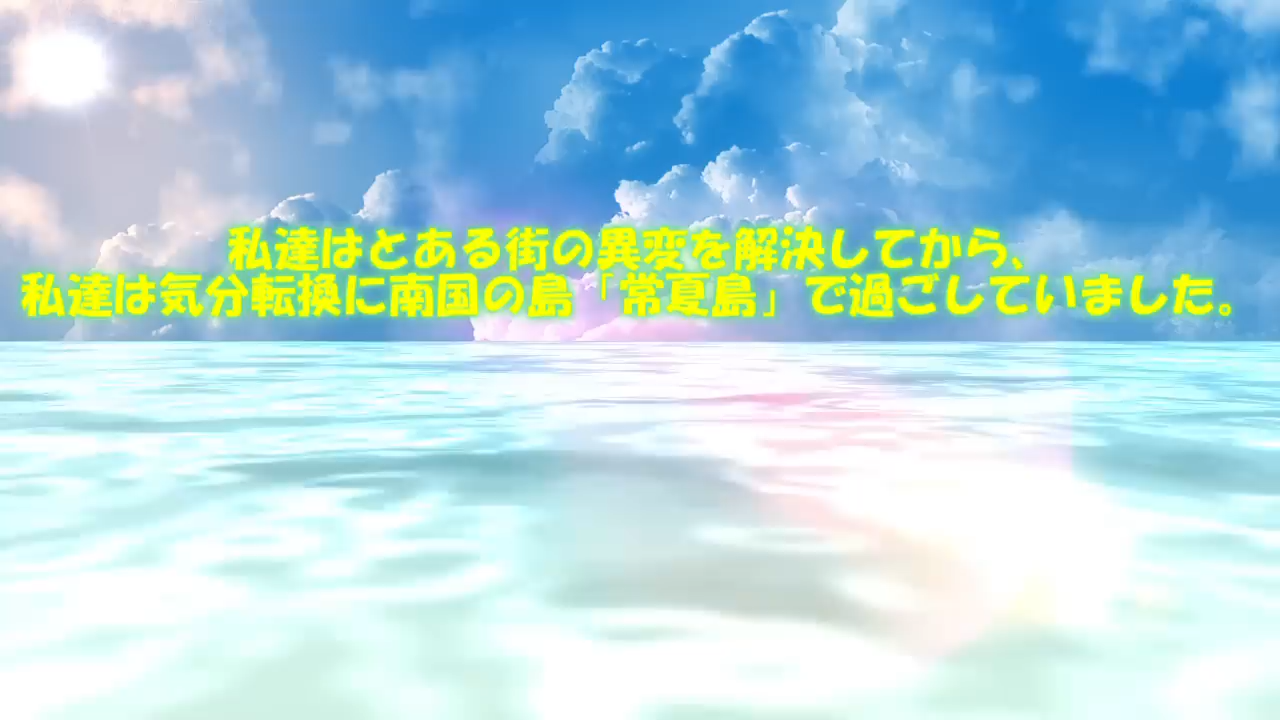 私達はとある街の異変を解決してから、
私達は気分転換に南国の島「常夏島」で過ごしていました。